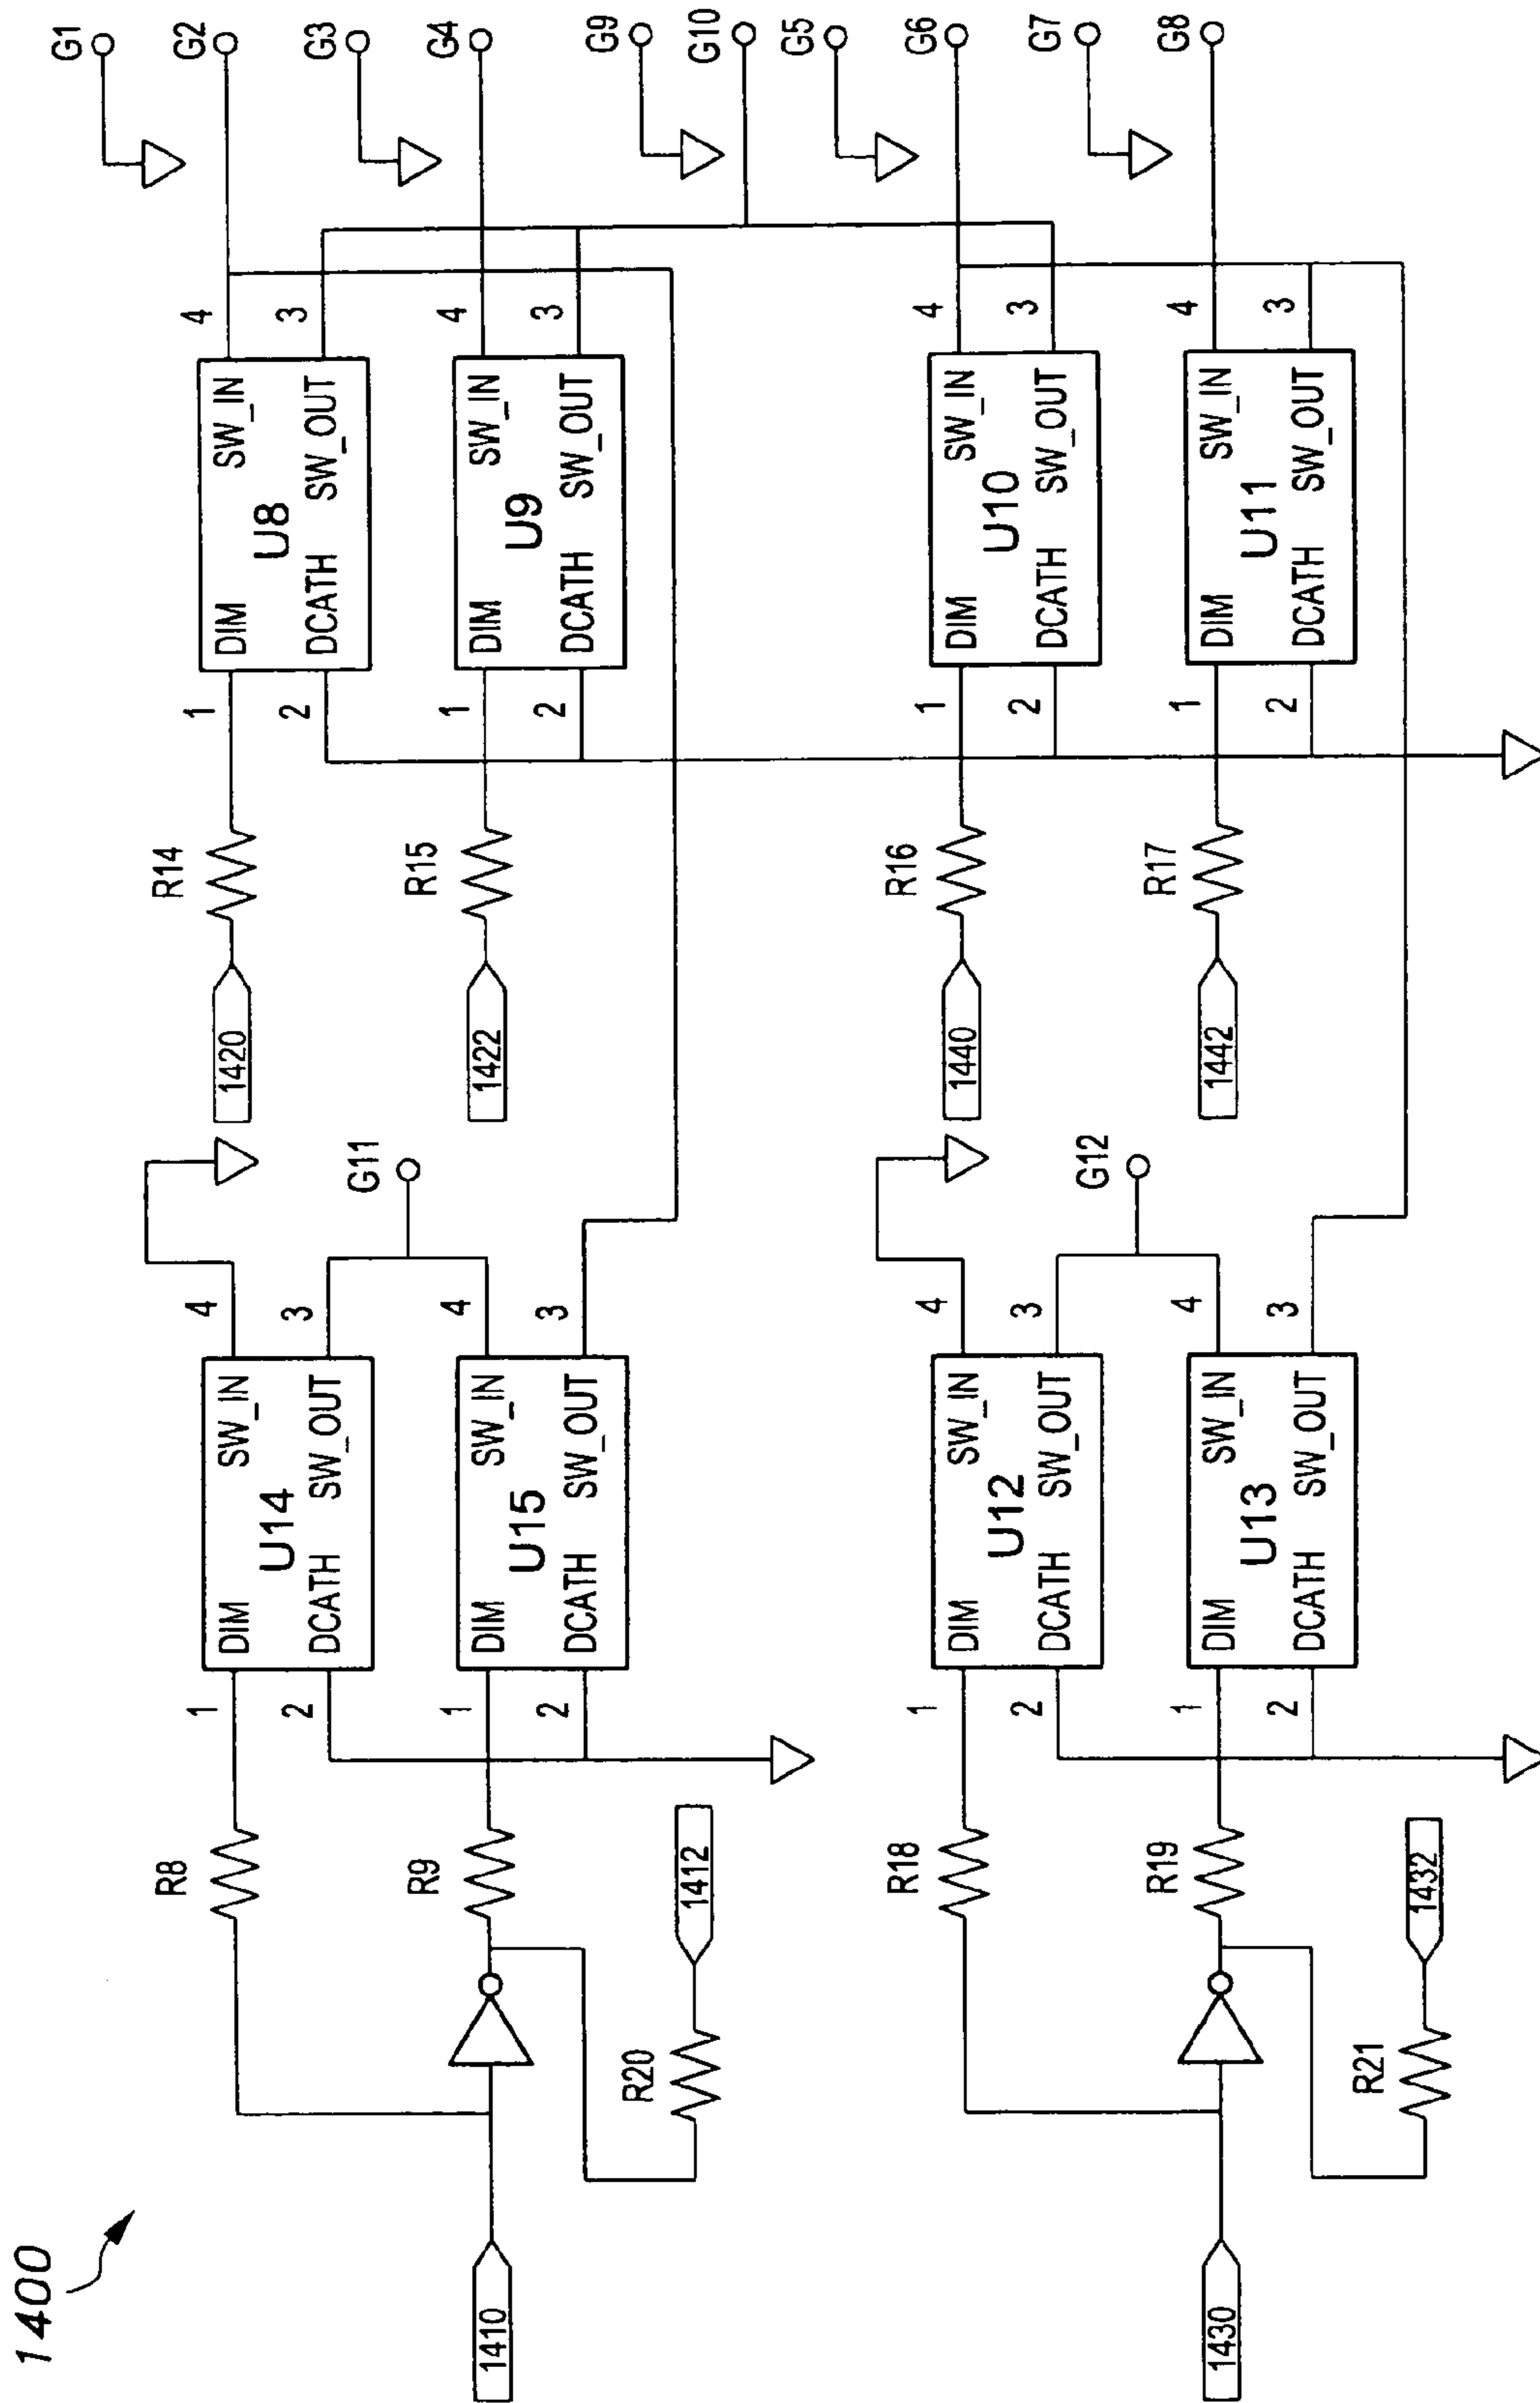 1400
1410
R8
R9
R20
1412
1
2
1
2
DIM
SW_IN
U14
DCATH
SW_OUT
DIM
SW_IN
U15
DCATH
SW_OUT
4
3
4
3
G11
1420
R14
1422
R15
1
2
1
2
DIM
SW_IN
U8
DCATH
SW_OUT
DIM
SW_IN
U9
DCATH
SW_OUT
4
3
4
3
G1
G2
G3
G4
G9
G10
1430
R18
R19
R21
1432
1
2
1
2
DIM
SW_IN
U12
DCATH
SW_OUT
DIM
SW_IN
U13
DCATH
SW_OUT
4
3
4
3
G12
1440
R16
1442
R17
1
2
1
2
DIM
SW_IN
U10
DCATH
SW_OUT
DIM
SW_IN
U11
DCATH
SW_OUT
4
3
4
3
G5
G6
G7
G8